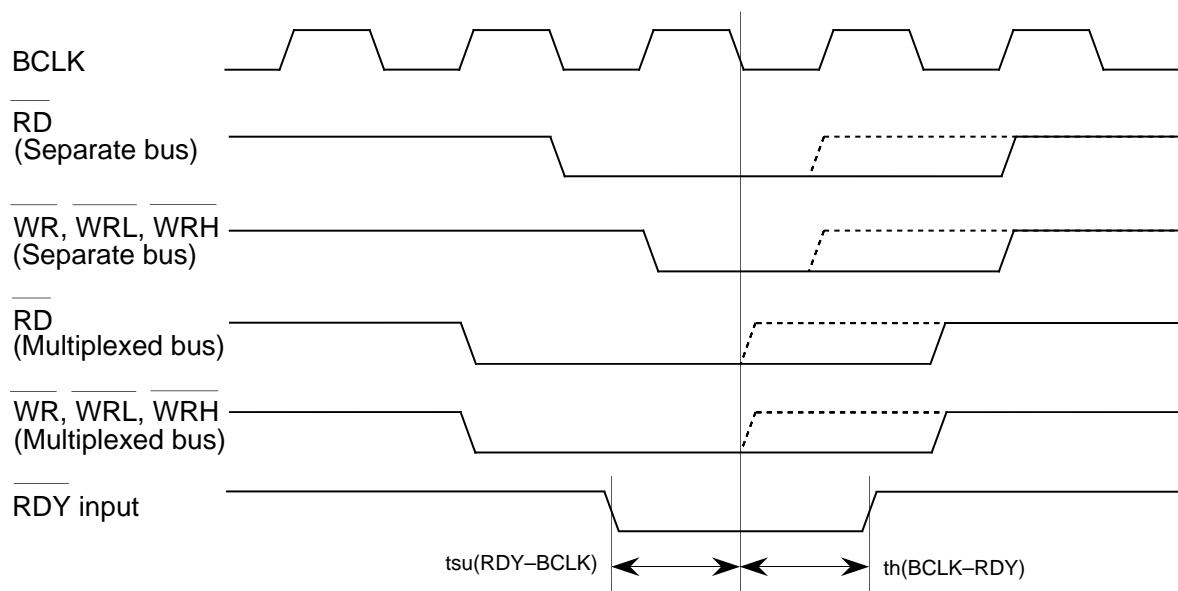 BCLK
RD
(Separate bus)
WR, WRL, WRH
(Separate bus)
RD
(Multiplexed bus)
WR, WRL, WRH
(Multiplexed bus)
RDY input
tsu(RDY–BCLK)
th(BCLK–RDY)